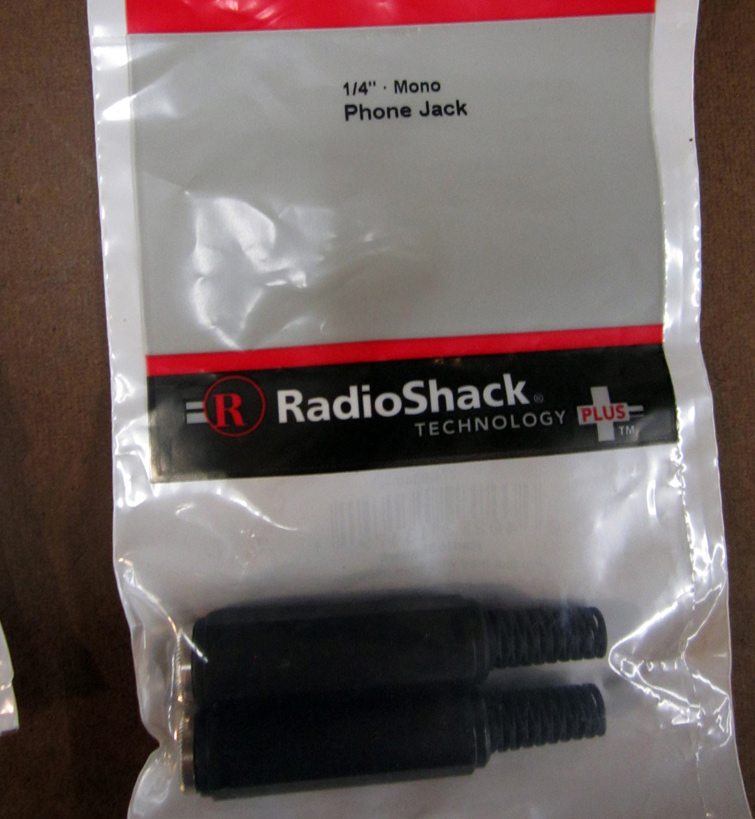 1/4" · Mono
Phone Jack
R RadioShack®
TECHNOLOGY PLUS ™